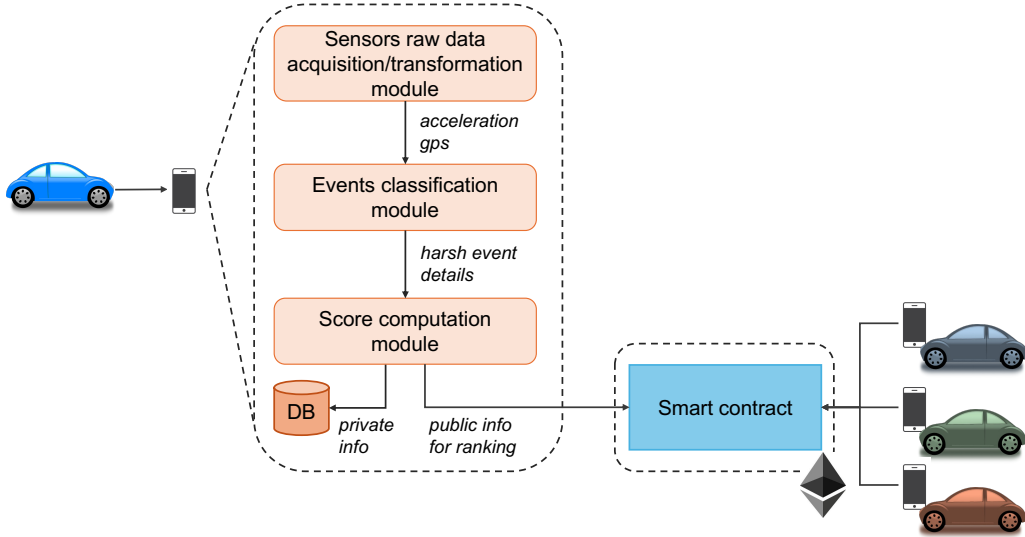 Sensors raw data
acquisition/transformation
module
acceleration
gps
Events classification
module
harsh event
details
Score computation
module
DB
private
info
public info
for ranking
Smart contract